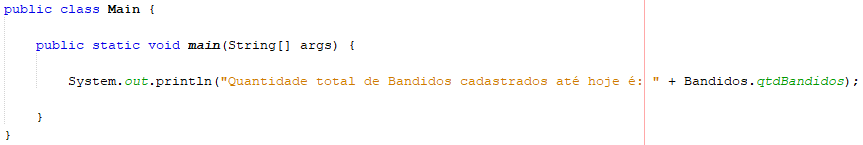 public class Main {
public static void main(String[] args) {
System.out.println("Quantidade total de Bandidos cadastrados até hoje é: " + Bandidos.qtdBandidos);
}
}